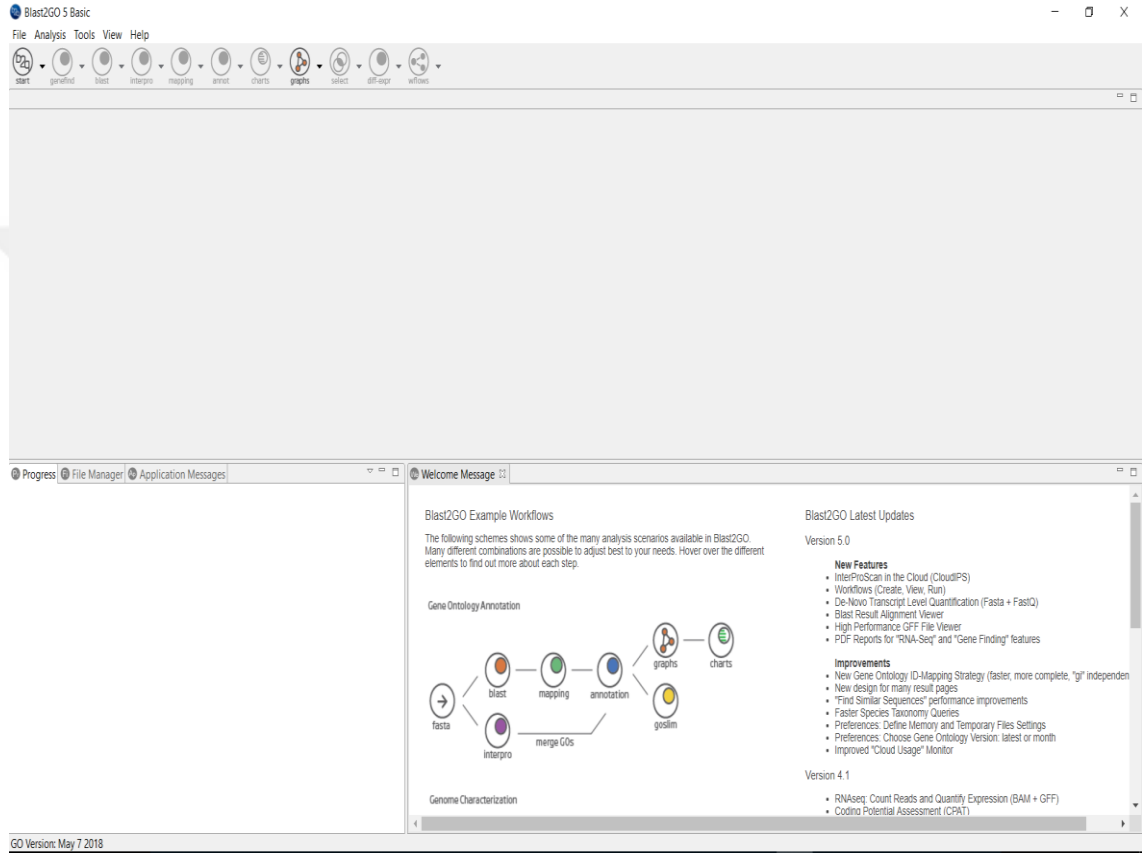 Blast2GO 5 Basic
File Analysis Tools View Help
start genefind blast interpro mapping annot charts graphs select diff-expr wflows
Progress File Manager Application Messages
Welcome Message
Blast2GO Example Workflows
The following schemes shows some of the many analysis scenarios available in Blast2GO.
Many different combinations are possible to adjust best to your needs. Hover over the different
elements to find out more about each step.
Gene Ontology Annotation
graphs charts
blast mapping annotation
fasta goslim
merge GOs
interpro
Genome Characterization
Blast2GO Latest Updates
Version 5.0
New Features
• InterProScan in the Cloud (CloudIPS)
• Workflows (Create, View, Run)
• De-Novo Transcript Level Quantification (Fasta + FastQ)
• Blast Result Alignment Viewer
• High Performance GFF File Viewer
• PDF Reports for "RNA-Seq" and "Gene Finding" features
Improvements
• New Gene Ontology ID-Mapping Strategy (faster, more complete, "gi" independen
• New design for many result pages
• "Find Similar Sequences" performance improvements
• Faster Species Taxonomy Queries
• Preferences: Define Memory and Temporary Files Settings
• Preferences: Choose Gene Ontology Version: latest or month
• Improved "Cloud Usage" Monitor
Version 4.1
• RNAseq: Count Reads and Quantify Expression (BAM + GFF)
• Coding Potential Assessment (CPAT)
GO Version: May 7 2018